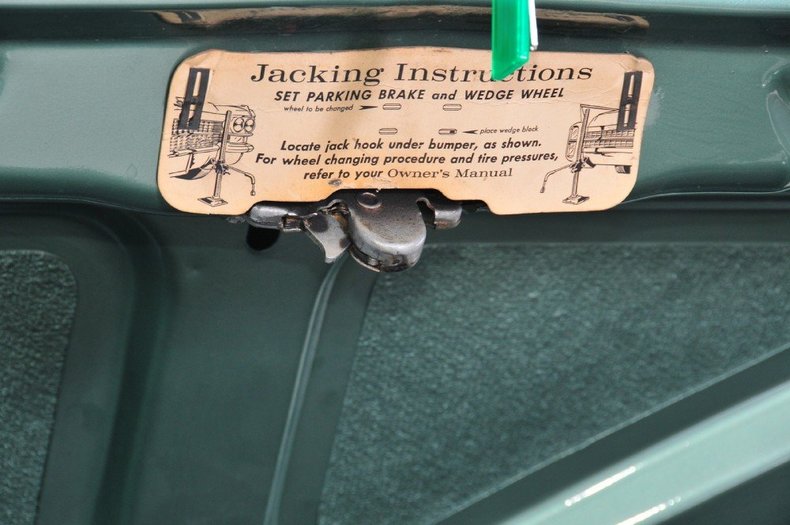 Jacking Instructions
SET PARKING BRAKE and WEDGE WHEEL
wheel to be changed
place wedge block
Locate jack hook under bumper, as shown.
For wheel changing procedure and tire pressures,
refer to your Owner's Manual